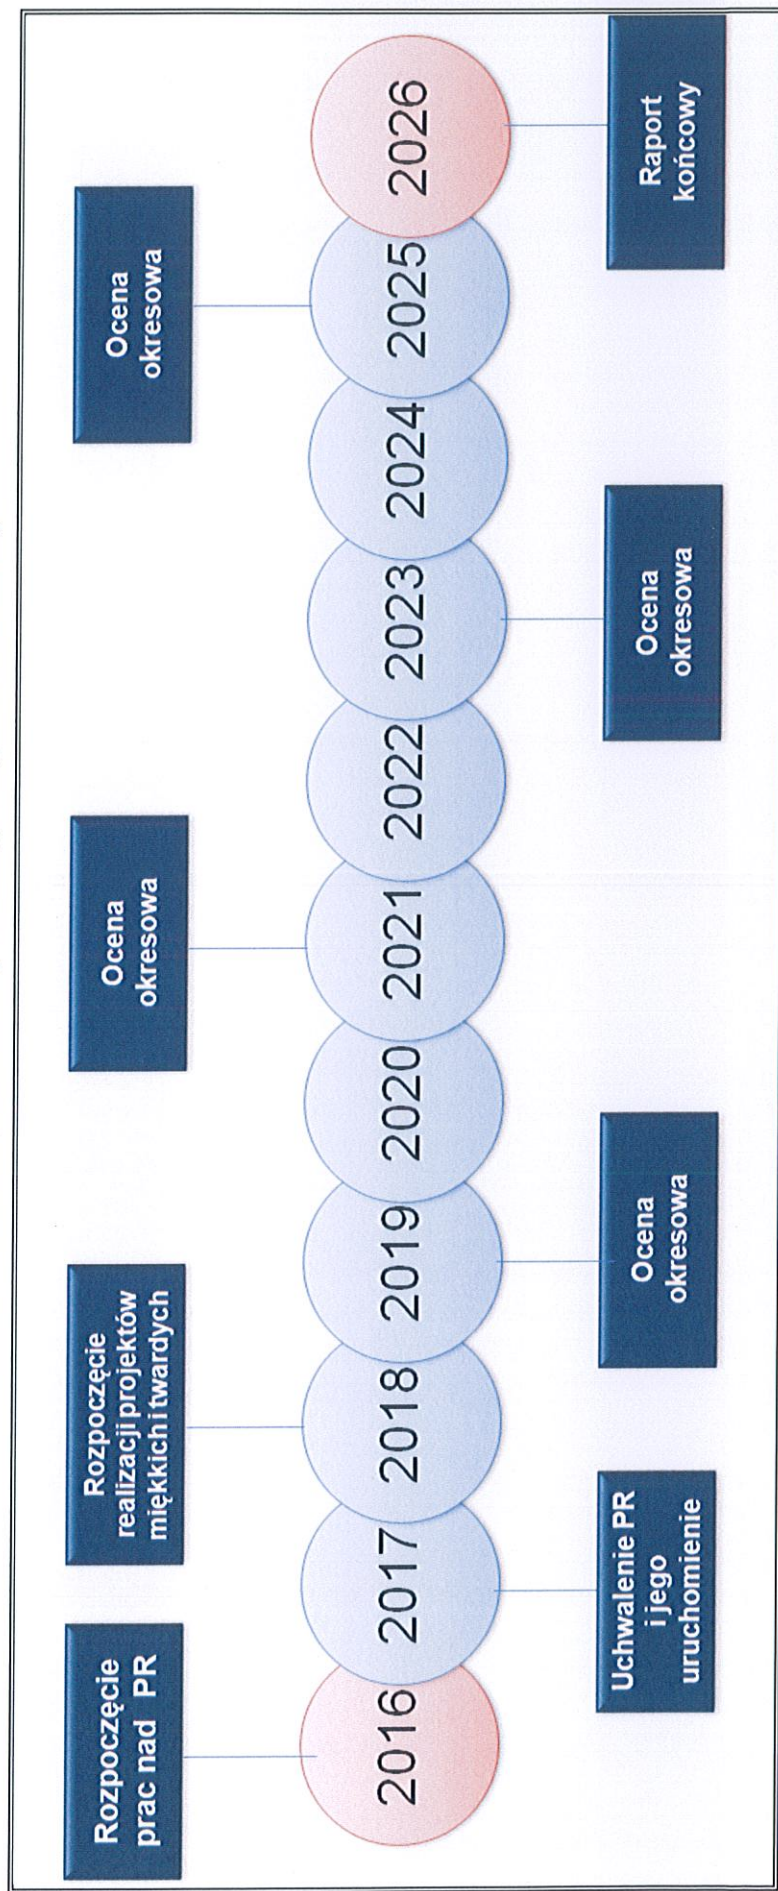 Rozpoczęcie
prac nad PR
Rozpoczęcie
realizacji projektów
miękkich i twardych
Ocena
okresowa
Ocena
okresowa
2016
2017
2018
2019
2020
2021
2022
2023
2024
2025
2026
Uchwalenie PR
i jego
uruchomienie
Ocena
okresowa
Ocena
okresowa
Raport
końcowy